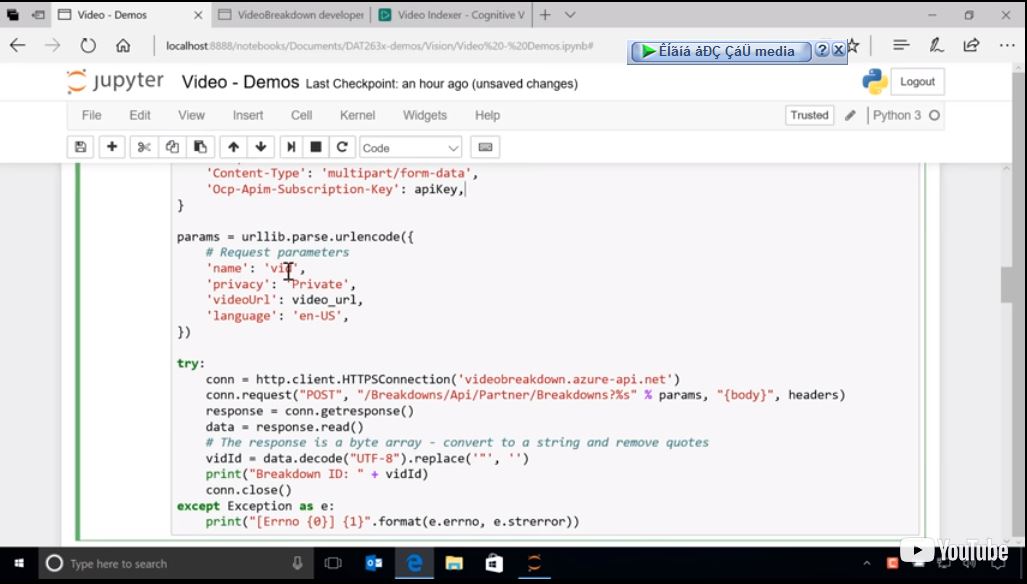 Video - Demos
VideoBreakdown developer
Video Indexer - Cognitive V
localhost:8888/notebooks/Documents/DAT263x-demos/Vision/Video%20-%20Demos.ipynb#
ÊÍãíá åÐÇ ÇáÜ media
jupyter Video - Demos Last Checkpoint: an hour ago (unsaved changes)
Logout
File Edit View Insert Cell Kernel Widgets Help
Trusted
Python 3
Code
'Content-Type': 'multipart/form-data',
'Ocp-Apim-Subscription-Key': apiKey,
}
params = urllib.parse.urlencode({
# Request parameters
'name': 'vid',
'privacy': 'Private',
'videoUrl': video_url,
'language': 'en-US',
})
try:
conn = http.client.HTTPSConnection('videobreakdown.azure-api.net')
conn.request("POST", "/Breakdowns/Api/Partner/Breakdowns?%s" % params, "{body}", headers)
response = conn.getresponse()
data = response.read()
# The response is a byte array - convert to a string and remove quotes
vidId = data.decode("UTF-8").replace('"', '')
print("Breakdown ID: " + vidId)
conn.close()
except Exception as e:
print("[Errno {0}] {1}".format(e.errno, e.strerror))
Type here to search
YouTube